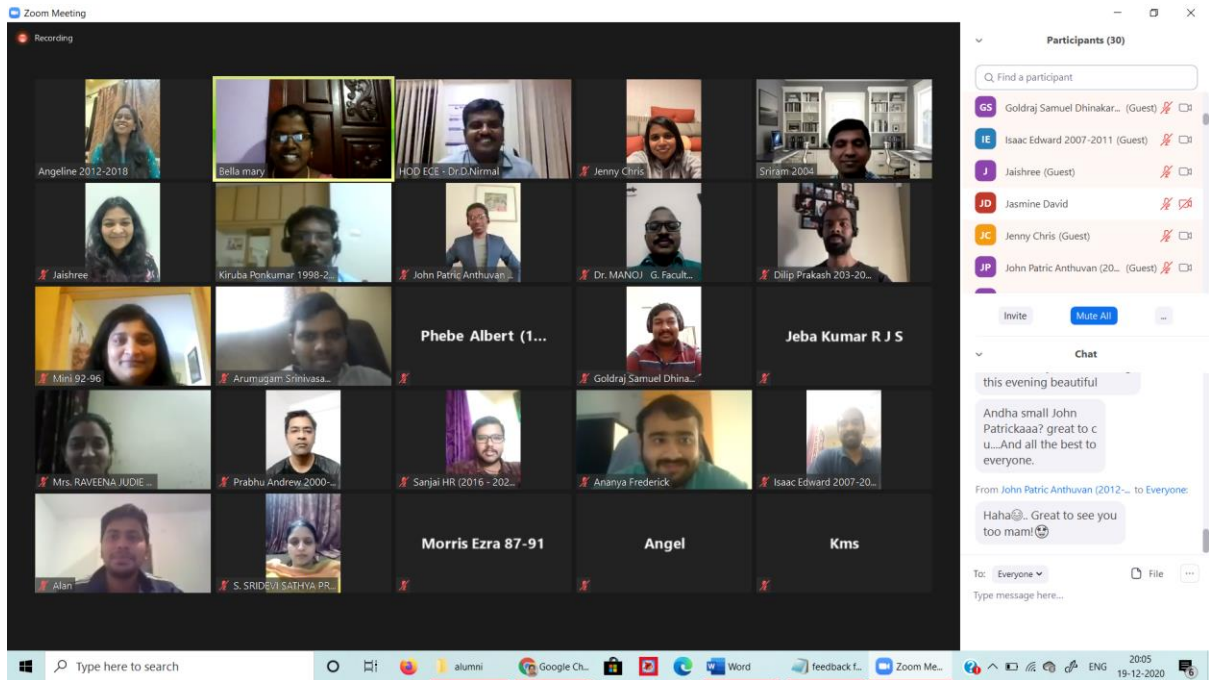 Zoom Meeting
Recording
Angeline 2012-2018
Bella mary
HOD ECE - Dr.D.Nirmal
Jenny Chris
Sriram 2004
Jaishree
Kiruba Ponkumar 1998-2...
John Patric Anthuvan ...
Dr. MANOJ G. Facult...
Dilip Prakash 203-20...
Mini 92-96
Arumugam Srinivasa...
Phebe Albert (1...
Goldraj Samuel Dhina...
Jeba Kumar R J S
Mrs. RAVEENA JUDIE ...
Prabhu Andrew 2000-...
Sanjai HR (2016 - 202...
Ananya Frederick
Isaac Edward 2007-20...
Alan
S. SRIDEVI SATHYA PR...
Morris Ezra 87-91
Angel
Kms
Participants (30)
Find a participant
GS Goldraj Samuel Dhinakar... (Guest)
IE Isaac Edward 2007-2011 (Guest)
J Jaishree (Guest)
JD Jasmine David
JC Jenny Chris (Guest)
JP John Patric Anthuvan (20... (Guest)
Invite Mute All ...
Chat
this evening beautiful
Andha small John
Patrickaaa? great to c
u....And all the best to
everyone.
From John Patric Anthuvan (2012-... to Everyone:
Haha.. Great to see you
too mam!
To: Everyone File ...
Type message here...
Type here to search
alumni
Google Ch...
Word
feedback f...
Zoom Me...
ENG
20:05
19-12-2020
6